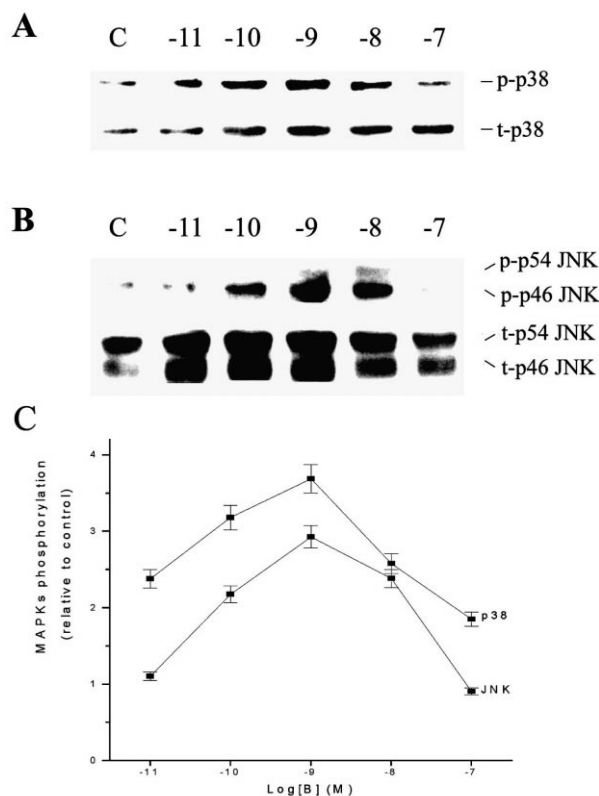 A
C -11 -10 -9 -8 -7
p-p38
t-p38
B
C -11 -10 -9 -8 -7
p-p54 JNK
p-p46 JNK
t-p54 JNK
t-p46 JNK
C
MAPKs phosphorylation
(relative to control)
4
3
2
1
0
p38
JNK
-11 -10 -9 -8 -7
Log[B] (M)